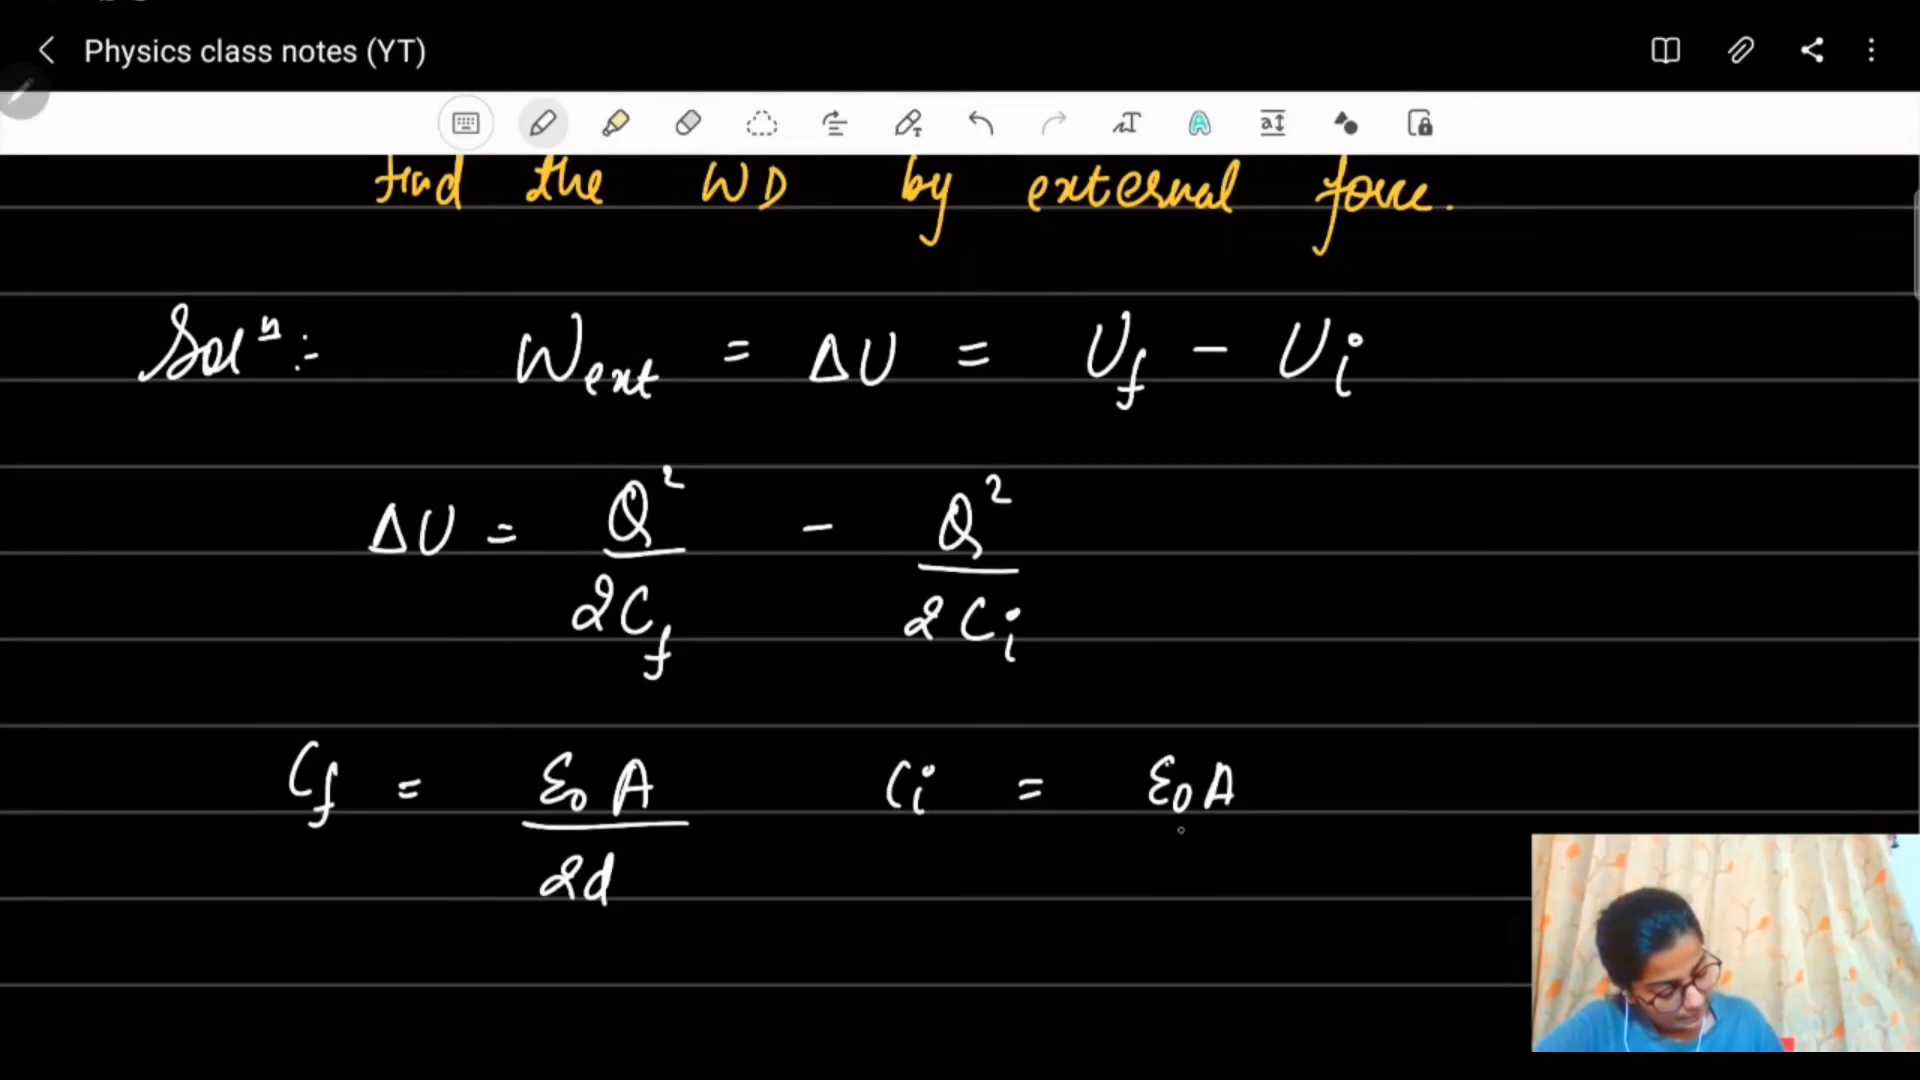 Physics class notes (YT)
find the WD by external force.
Solⁿ :- W_ext = ΔU = U_f - U_i
ΔU = Q²/2C_f - Q²/2C_i
C_f = ε₀A/2d C_i = ε₀A